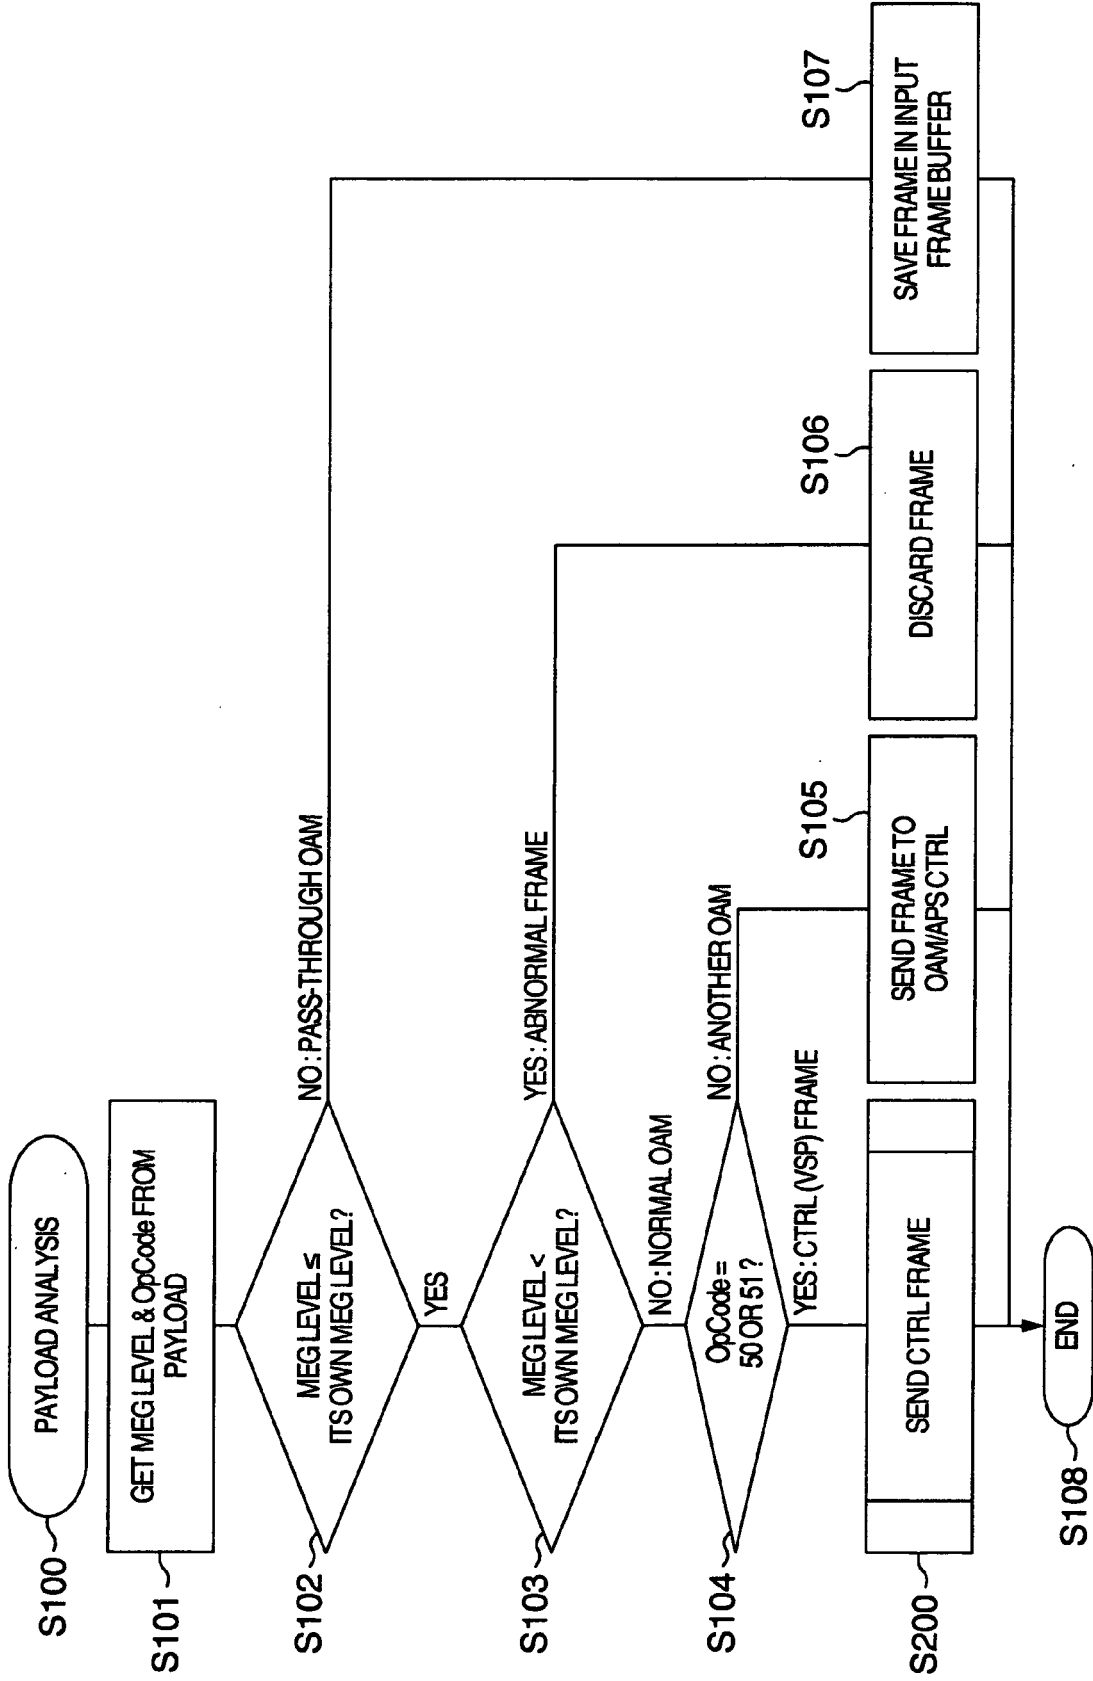 S100
PAYLOAD ANALYSIS
S101
GET MEG LEVEL & OpCode FROM
PAYLOAD
S102
MEG LEVEL ≤
ITS OWN MEG LEVEL?
NO : PASS-THROUGH OAM
YES
S103
MEG LEVEL <
ITS OWN MEG LEVEL?
YES : ABNORMAL FRAME
NO : NORMAL OAM
S104
OpCode =
50 OR 51 ?
NO : ANOTHER OAM
YES : CTRL (VSP) FRAME
S200
SEND CTRL FRAME
S105
SEND FRAME TO
OAM/APS CTRL
S106
DISCARD FRAME
S107
SAVE FRAME IN INPUT
FRAME BUFFER
S108
END